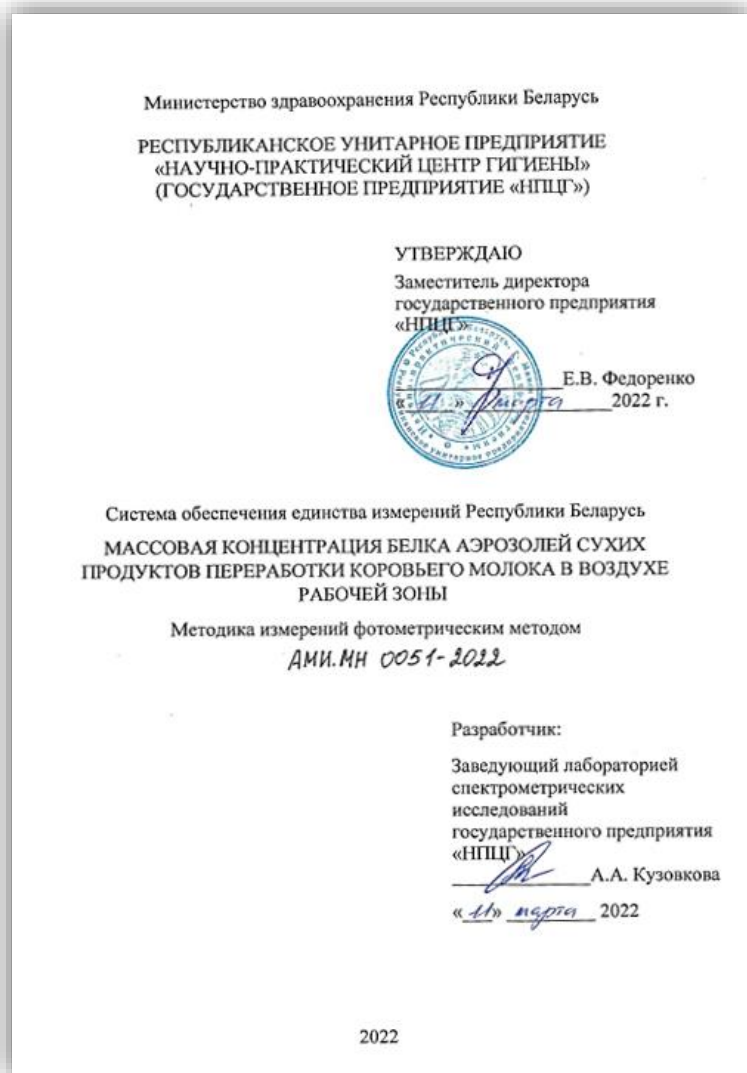 Министерство здравоохранения Республики Беларусь
РЕСПУБЛИКАНСКОЕ УНИТАРНОЕ ПРЕДПРИЯТИЕ
«НАУЧНО-ПРАКТИЧЕСКИЙ ЦЕНТР ГИГИЕНЫ»
(ГОСУДАРСТВЕННОЕ ПРЕДПРИЯТИЕ «НПЦГ»)
УТВЕРЖДАЮ
Заместитель директора
государственного предприятия
«НПЦГ»
Е.В. Федоренко
«11» марта 2022 г.
Система обеспечения единства измерений Республики Беларусь
МАССОВАЯ КОНЦЕНТРАЦИЯ БЕЛКА АЭРОЗОЛЕЙ СУХИХ
ПРОДУКТОВ ПЕРЕРАБОТКИ КОРОВЬЕГО МОЛОКА В ВОЗДУХЕ
РАБОЧЕЙ ЗОНЫ
Методика измерений фотометрическим методом
АМИ.МН 0051-2022
Разработчик:
Заведующий лабораторией
спектрометрических
исследований
государственного предприятия
«НПЦГ»
А.А. Кузовкова
«11» марта 2022
2022